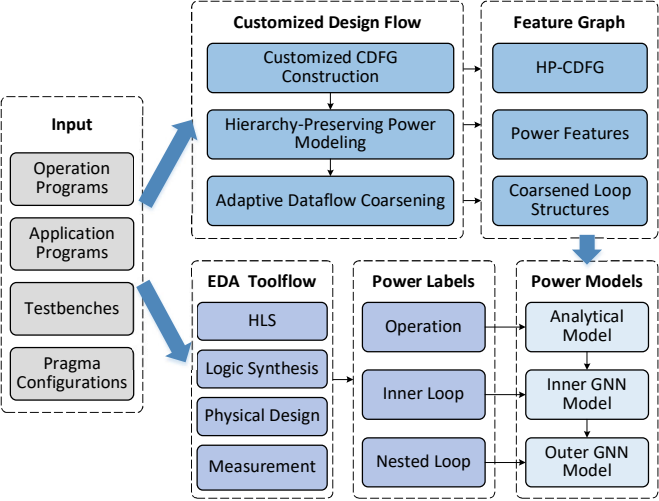 Input
Operation
Programs
Application
Programs
Testbenches
Pragma
Configurations
Customized Design Flow
Customized CDFG
Construction
Hierarchy-Preserving Power
Modeling
Adaptive Dataflow Coarsening
Feature Graph
HP-CDFG
Power Features
Coarsened Loop
Structures
EDA Toolflow
HLS
Logic Synthesis
Physical Design
Measurement
Power Labels
Operation
Inner Loop
Nested Loop
Power Models
Analytical
Model
Inner GNN
Model
Outer GNN
Model